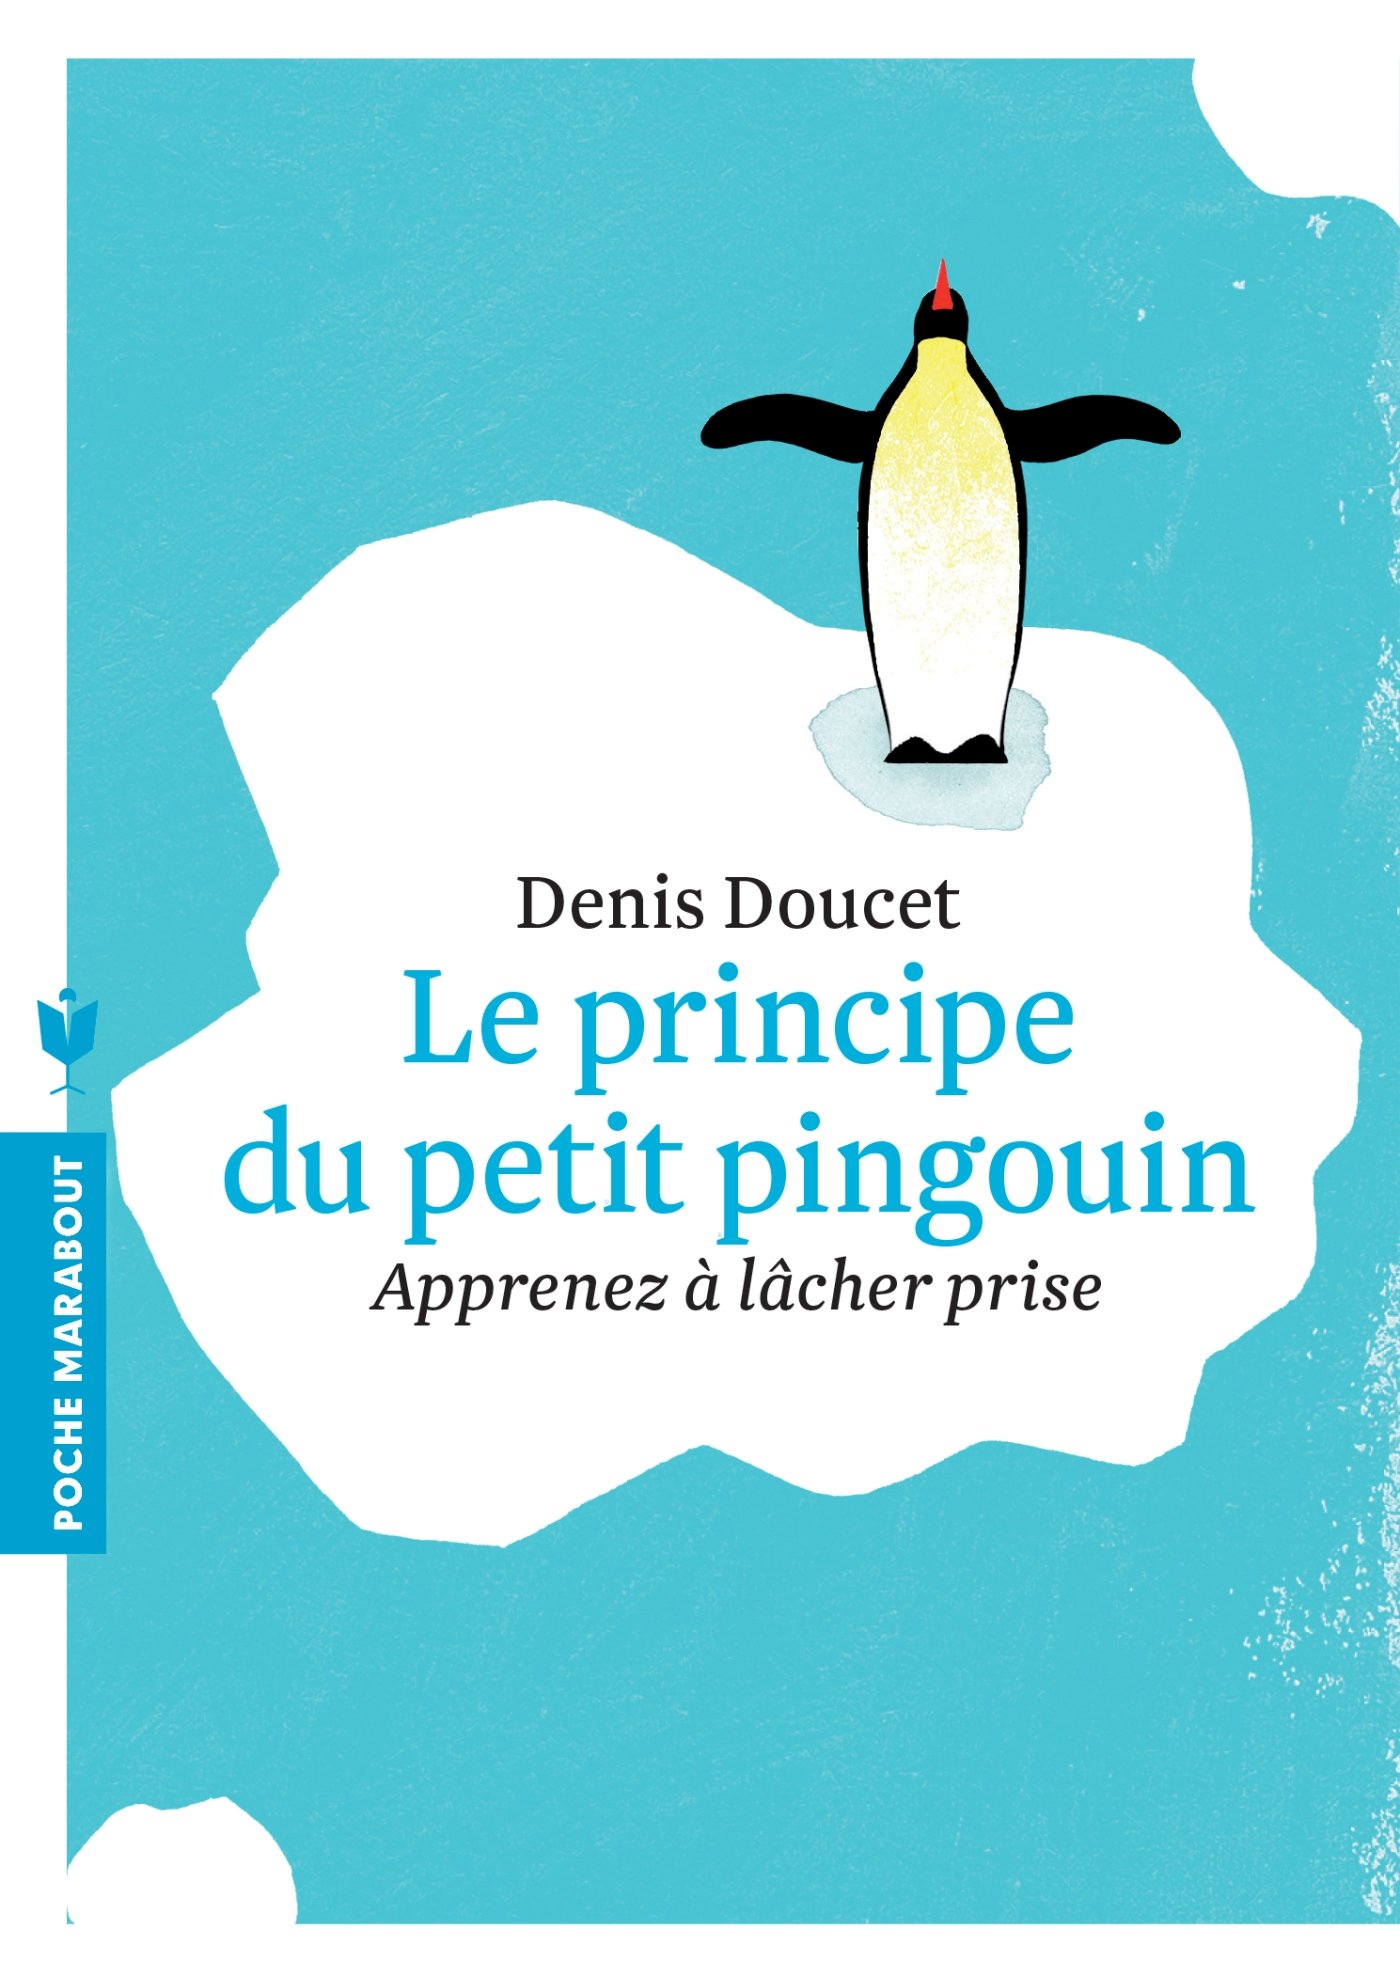 Denis Doucet
Le principe
du petit pingouin
Apprenez à lâcher prise
POCHE MARABOUT